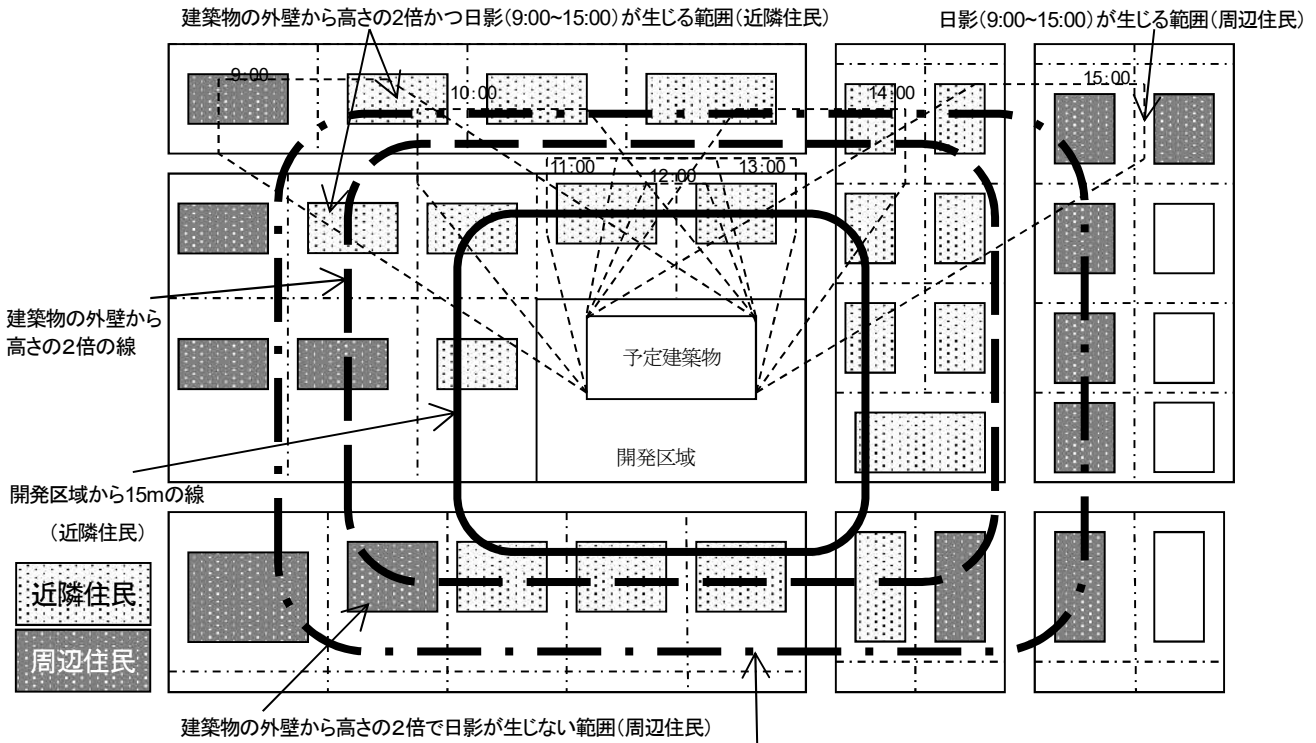 建築物の外壁から高さの2倍かつ日影(9:00~15:00)が生じる範囲(近隣住民)
日影(9:00~15:00)が生じる範囲(周辺住民)
9:00
10:00
14:00
15:00
11:00
12:00
13:00
建築物の外壁から
高さの2倍の線
予定建築物
開発区域
開発区域から15mの線
(近隣住民)
近隣住民
周辺住民
建築物の外壁から高さの2倍で日影が生じない範囲(周辺住民)